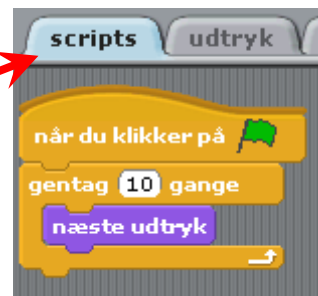 scripts udtryk
når du klikker på
gentag 10 gange
næste udtryk